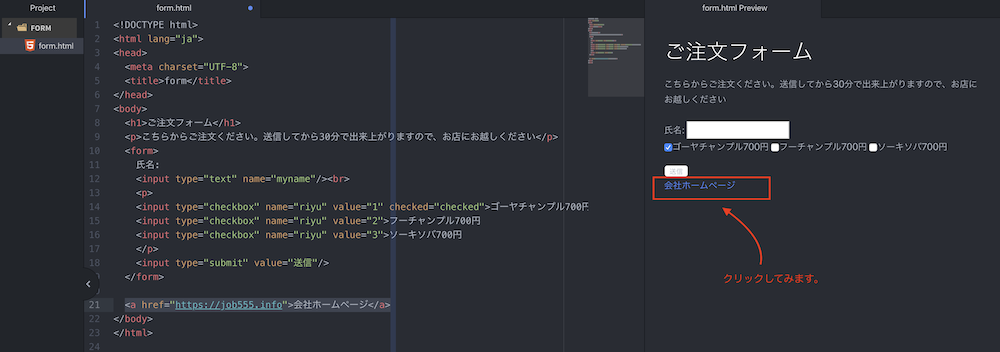 Project
form.html
form.html Preview
FORM
form.html
1 <!DOCTYPE html>
2 <html lang="ja">
3 <head>
4 <meta charset="UTF-8">
5 <title>form</title>
6 </head>
7 <body>
8 <h1>ご注文フォーム</h1>
9 <p>こちらからご注文ください。送信してから30分で出来上がりますので、お店にお越しください</p>
10 <form>
11 氏名:
12 <input type="text" name="myname"/><br>
13 <p>
14 <input type="checkbox" name="riyu" value="1" checked="checked">ゴーヤチャンプル700円
15 <input type="checkbox" name="riyu" value="2">フーチャンプル700円
16 <input type="checkbox" name="riyu" value="3">ソーキソバ700円
17 </p>
18 <input type="submit" value="送信"/>
19 </form>
21 <a href="https://job555.info">会社ホームページ</a>
22 </body>
23 </html>
24
ご注文フォーム
こちらからご注文ください。送信してから30分で出来上がりますので、お店に
お越しください
氏名:
ゴーヤチャンプル700円 フーチャンプル700円 ソーキソバ700円
送信
会社ホームページ
クリックしてみます。